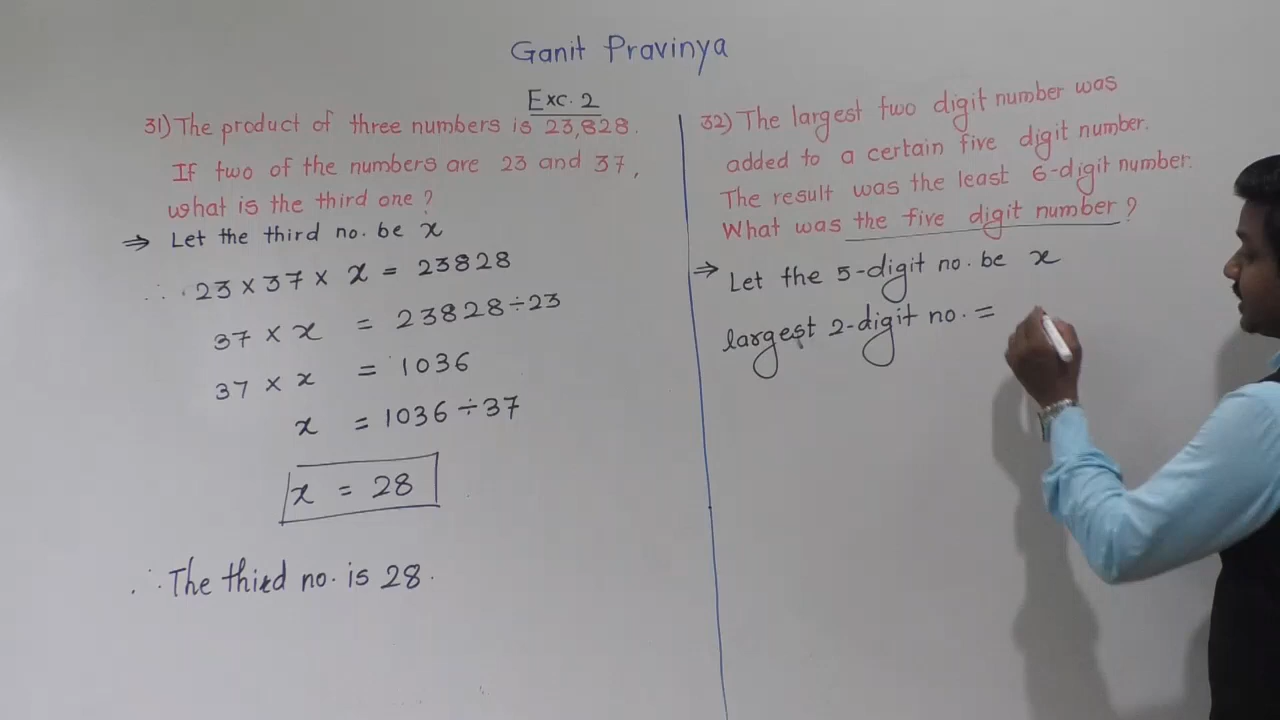 Ganit Pravinya
Exc. 2
31) The product of three numbers is 23,828.
If two of the numbers are 23 and 37,
what is the third one?
⇒ Let the third no. be x
∴ 23 × 37 × x = 23828
37 × x = 23828 ÷ 23
37 × x = 1036
x = 1036 ÷ 37
x = 28
∴ The third no. is 28.
32) The largest two digit number was
added to a certain five digit number.
The result was the least 6-digit number.
What was the five digit number?
⇒ Let the 5-digit no. be x
largest 2-digit no. =